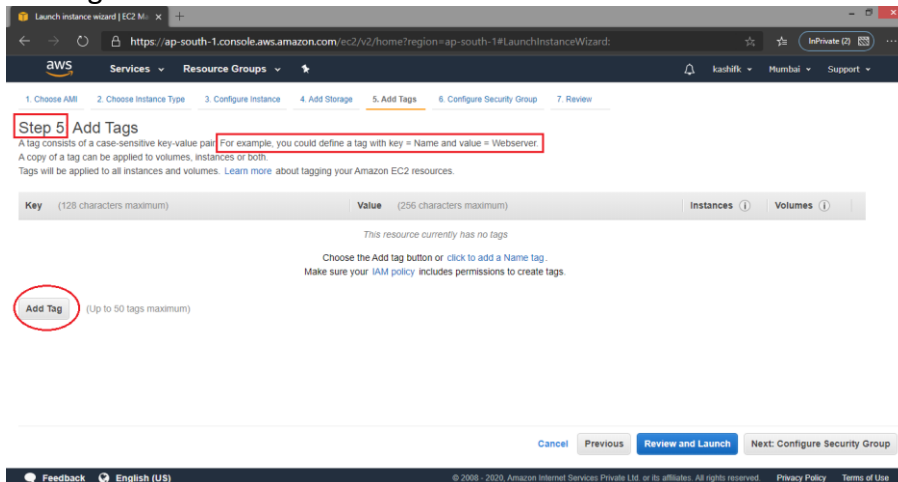 Launch instance wizard | EC2 Ma
https://ap-south-1.console.aws.amazon.com/ec2/v2/home?region=ap-south-1#LaunchInstanceWizard:
InPrivate (2)
aws Services Resource Groups kashifk Mumbai Support
1. Choose AMI 2. Choose Instance Type 3. Configure Instance 4. Add Storage 5. Add Tags 6. Configure Security Group 7. Review
Step 5: Add Tags
A tag consists of a case-sensitive key-value pair. For example, you could define a tag with key = Name and value = Webserver.
A copy of a tag can be applied to volumes, instances or both.
Tags will be applied to all instances and volumes. Learn more about tagging your Amazon EC2 resources.
Key (128 characters maximum) Value (256 characters maximum) Instances Volumes
This resource currently has no tags
Choose the Add tag button or click to add a Name tag.
Make sure your IAM policy includes permissions to create tags.
Add Tag (Up to 50 tags maximum)
Cancel Previous Review and Launch Next: Configure Security Group
Feedback English (US) © 2008 - 2020, Amazon Internet Services Private Ltd. or its affiliates. All rights reserved. Privacy Policy Terms of Use